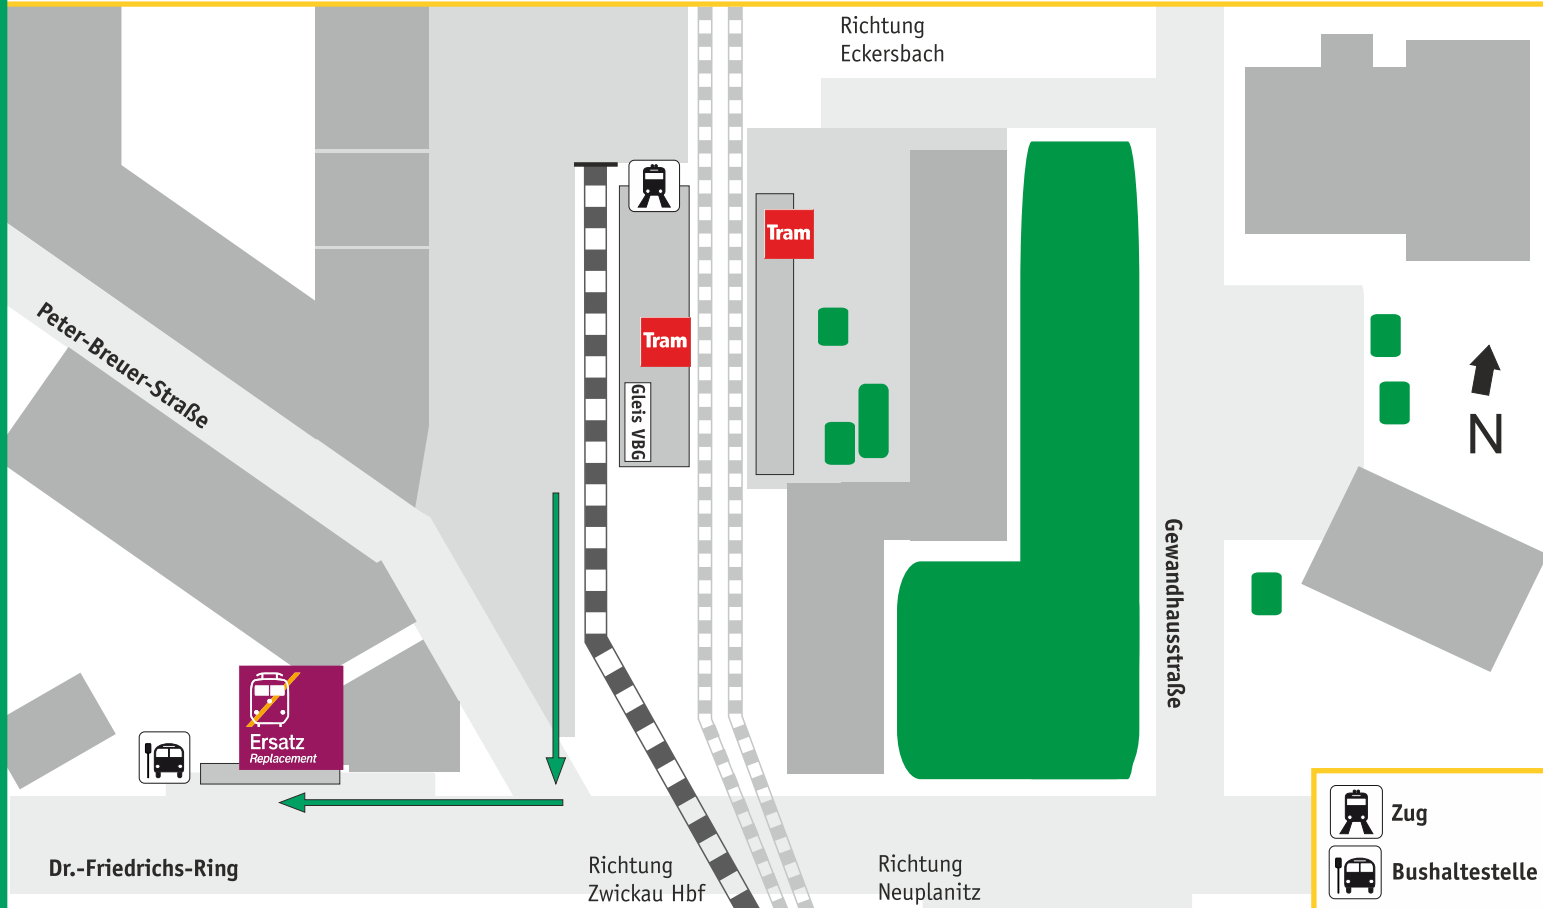 Richtung
Eckersbach
Tram
Tram
Gleis VBG
Peter-Breuer-Straße
N
Gewandhausstraße
Ersatz
Replacement
Dr.-Friedrichs-Ring
Richtung
Zwickau Hbf
Richtung
Neuplanitz
Zug
Bushaltestelle